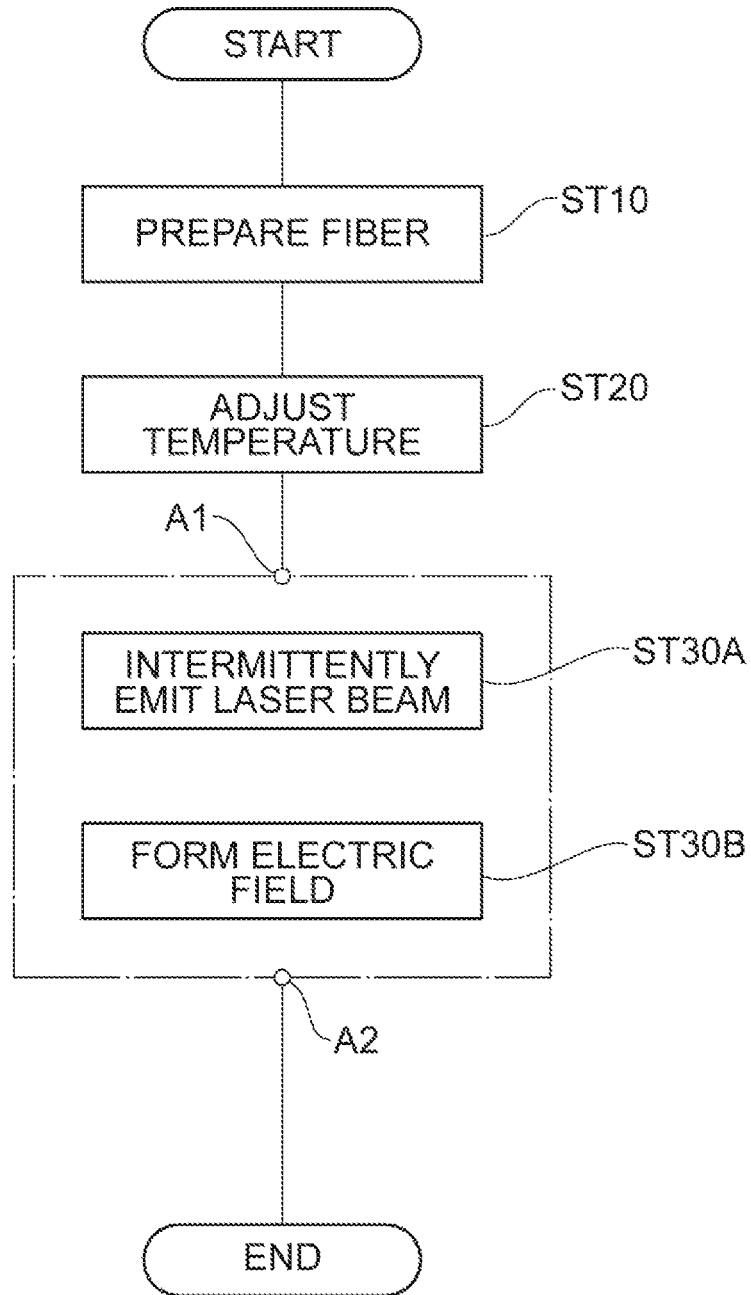 START
PREPARE FIBER
ST10
ADJUST
TEMPERATURE
ST20
A1
INTERMITTENTLY
EMIT LASER BEAM
ST30A
FORM ELECTRIC
FIELD
ST30B
A2
END